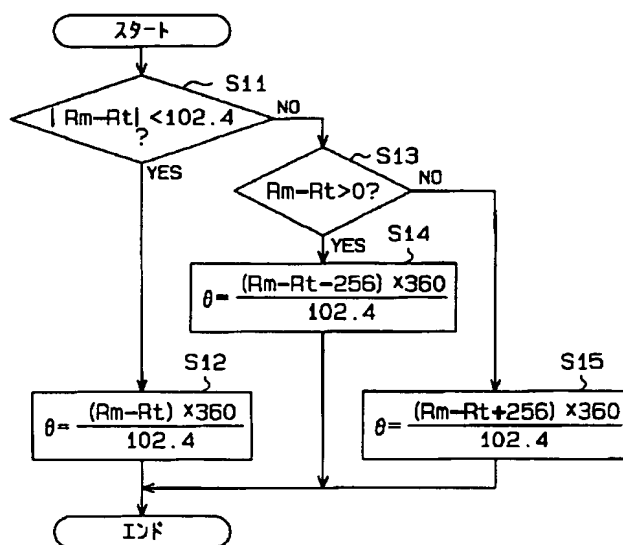 スタート
S11
| Rm-Rt| <102.4
?
NO
YES
S13
Rm-Rt>0?
NO
YES
S14
θ= (Rm-Rt-256) ×360
102.4
S12
θ= (Rm-Rt) ×360
102.4
S15
θ= (Rm-Rt+256) ×360
102.4
エンド